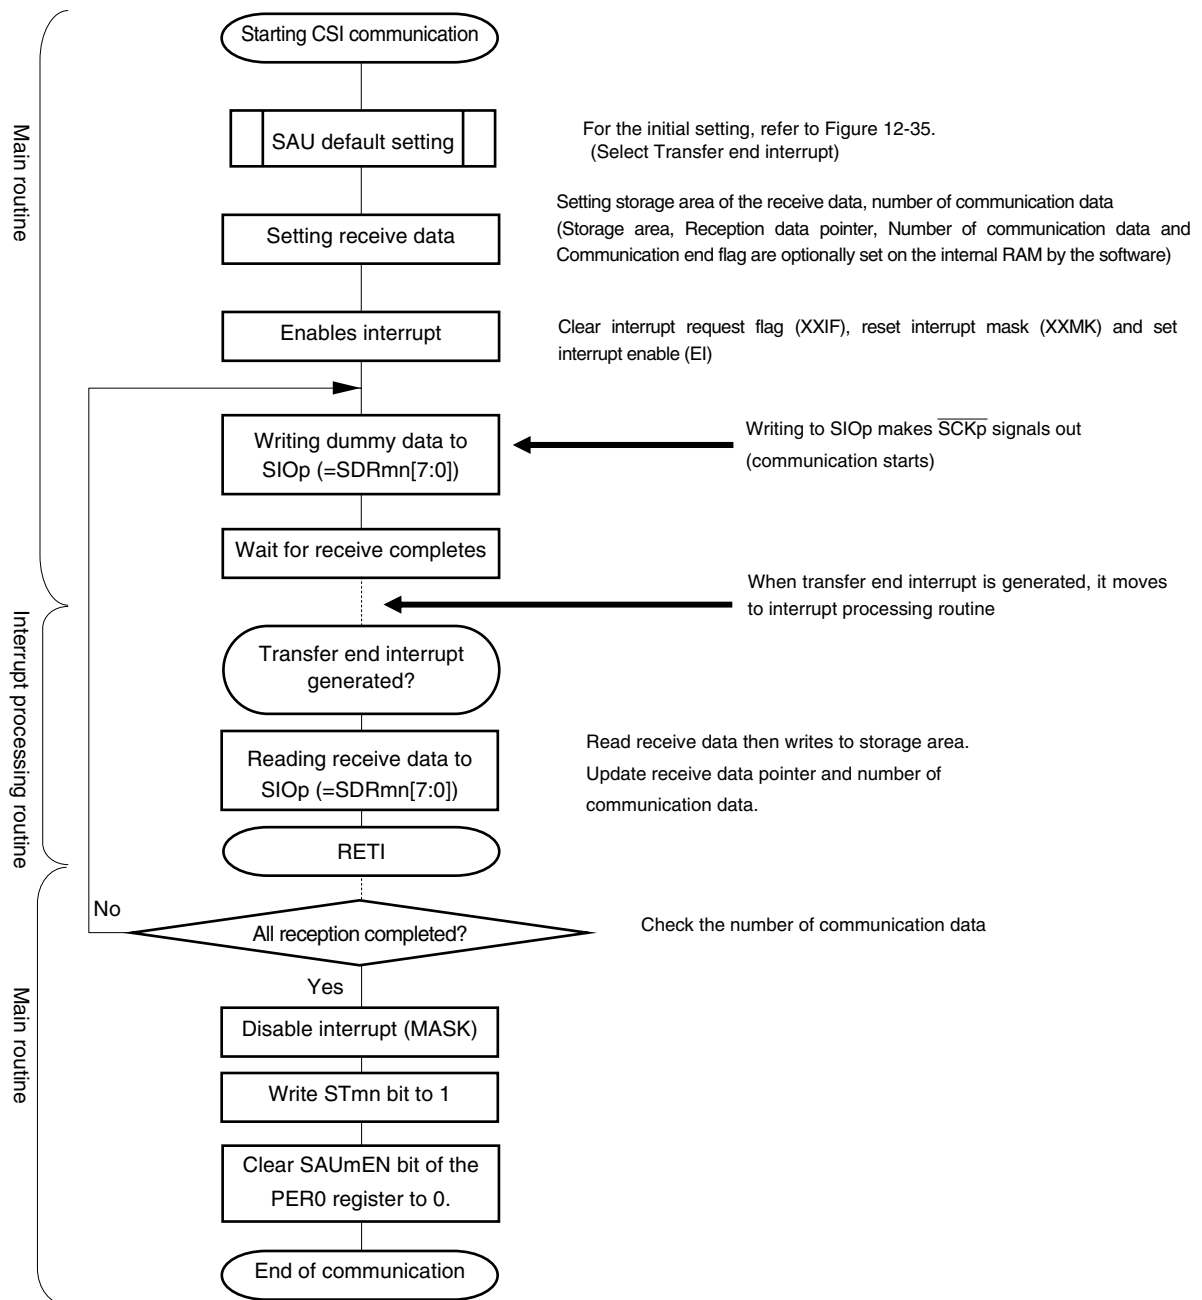 Starting CSI communication
Main routine
SAU default setting
For the initial setting, refer to Figure 12-35.
(Select Transfer end interrupt)
Setting receive data
Setting storage area of the receive data, number of communication data
(Storage area, Reception data pointer, Number of communication data and
Communication end flag are optionally set on the internal RAM by the software)
Enables interrupt
Clear interrupt request flag (XXIF), reset interrupt mask (XXMK) and set
interrupt enable (EI)
Writing dummy data to
SIOp (=SDRmn[7:0])
Writing to SIOp makes S̅C̅K̅p̅ signals out
(communication starts)
Wait for receive completes
When transfer end interrupt is generated, it moves
to interrupt processing routine
Interrupt processing routine
Transfer end interrupt
generated?
Reading receive data to
SIOp (=SDRmn[7:0])
Read receive data then writes to storage area.
Update receive data pointer and number of
communication data.
RETI
No
All reception completed?
Check the number of communication data
Yes
Main routine
Disable interrupt (MASK)
Write STmn bit to 1
Clear SAUmEN bit of the
PER0 register to 0.
End of communication